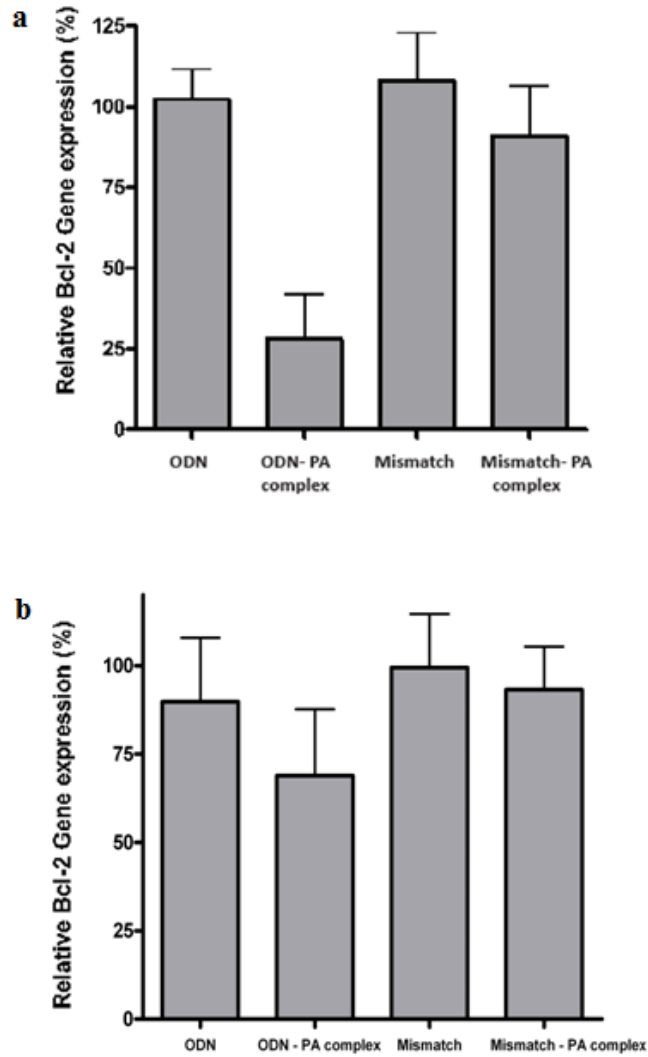 a
Relative Bcl-2 Gene expression (%)
125
100
75
50
25
0
ODN
ODN- PA
complex
Mismatch
Mismatch- PA
complex
b
Relative Bcl-2 Gene expression (%)
100
75
50
25
0
ODN
ODN - PA complex
Mismatch
Mismatch - PA complex